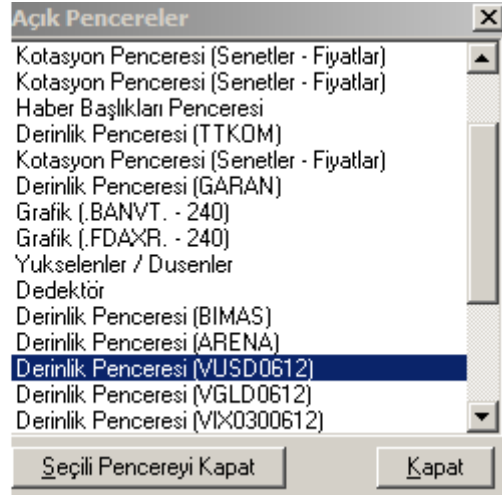 Açık Pencereler
Kotasyon Penceresi (Senetler - Fiyatlar)
Kotasyon Penceresi (Senetler - Fiyatlar)
Haber Başlıkları Penceresi
Derinlik Penceresi (TTKOM)
Kotasyon Penceresi (Senetler - Fiyatlar)
Derinlik Penceresi (GARAN)
Grafik (.BANVT. - 240)
Grafik (.FDAXR. - 240)
Yukselenler / Dusenler
Dedektör
Derinlik Penceresi (BIMAS)
Derinlik Penceresi (ARENA)
Derinlik Penceresi (VUSD0612)
Derinlik Penceresi (VGLD0612)
Derinlik Penceresi (VIX0300612)
Seçili Pencereyi Kapat Kapat